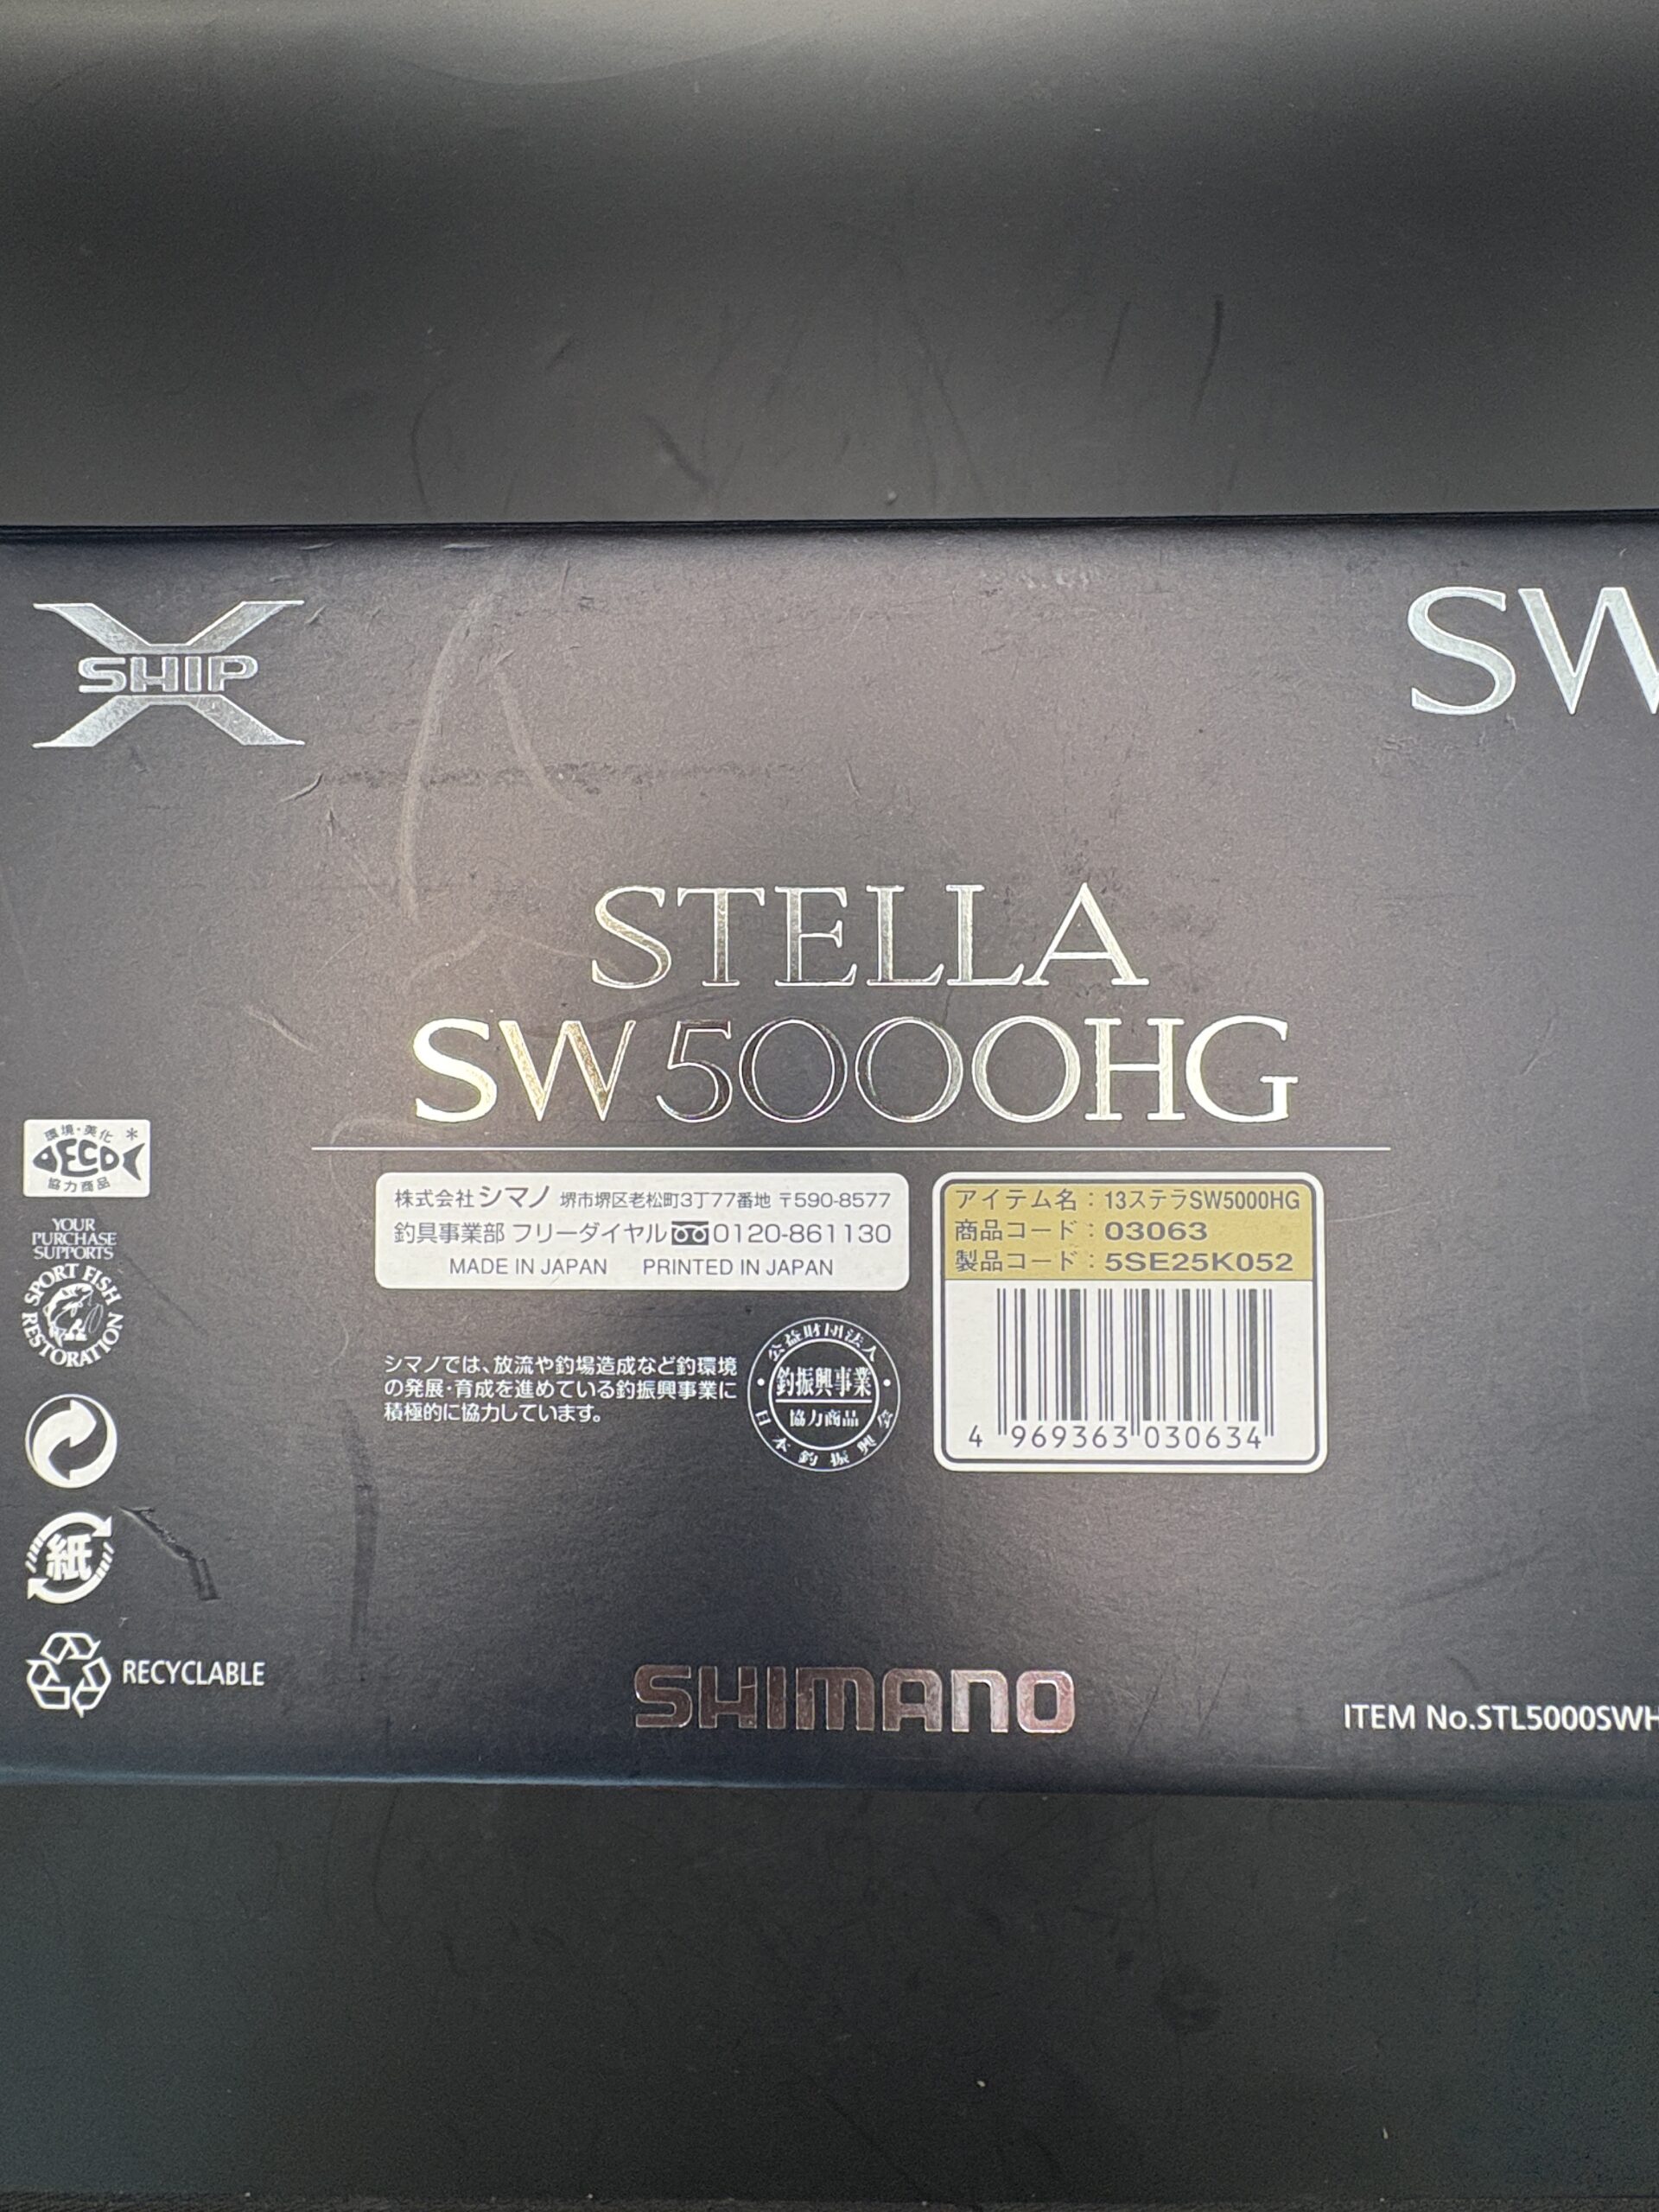 X
SHIP
SW
STELLA
SW5000HG
環境・美化
ECO
協力商品
YOUR
PURCHASE
SUPPORTS
SPORT FISH
RESTORATION
株式会社シマノ 堺市堺区老松町3丁77番地 〒590-8577
釣具事業部 フリーダイヤル 0120-861130
MADE IN JAPAN PRINTED IN JAPAN
アイテム名：13ステラSW5000HG
商品コード：03063
製品コード：5SE25K052
4 969363 030634
シマノでは、放流や釣場造成など釣環境
の発展・育成を進めている釣振興事業に
積極的に協力しています。
公益財団法人
釣振興事業
協力商品
日本釣振興会
紙
RECYCLABLE
SHIMANO
ITEM No.STL5000SWH